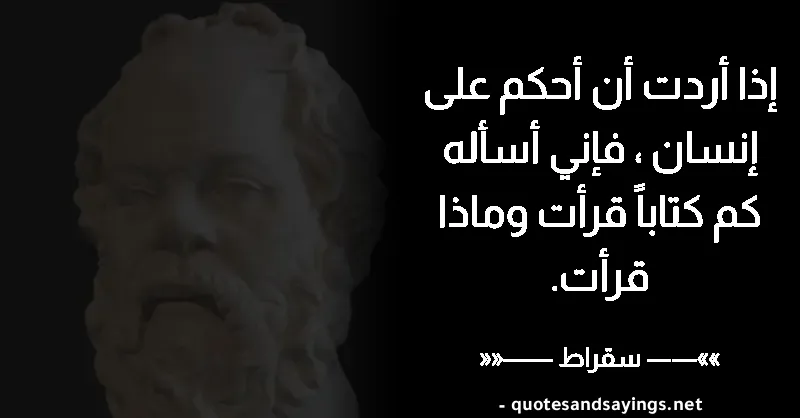 إذا أردت أن أحكم على
إنسان ، فإني أسأله
كم كتاباً قرأت وماذا
قرأت.
»»—— سقراط ——««
- quotesandsayings.net